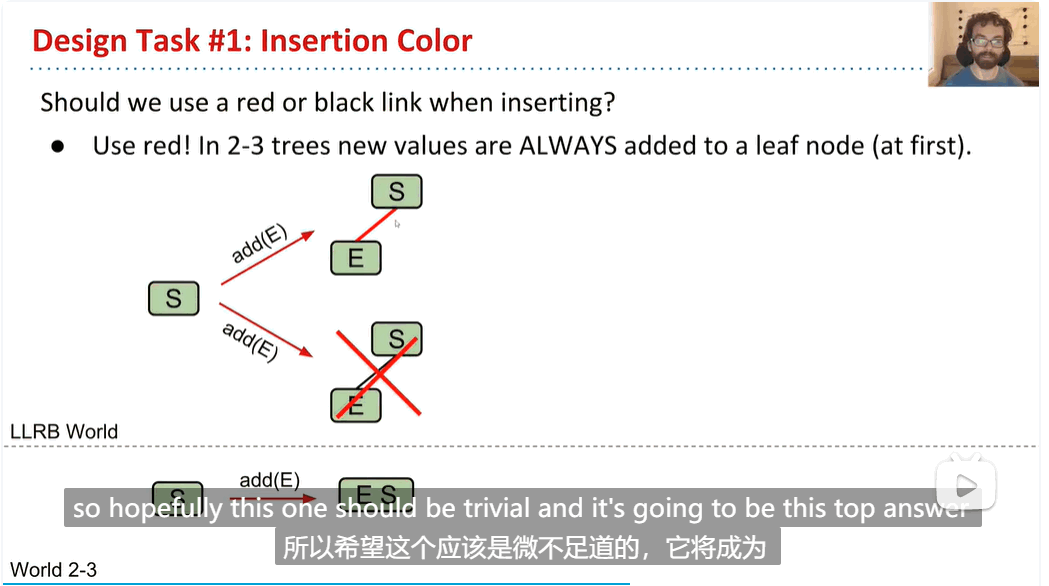 Design Task #1: Insertion Color
Should we use a red or black link when inserting?
● Use red! In 2-3 trees new values are ALWAYS added to a leaf node (at first).
S
add(E)
E
S
add(E)
S
E
LLRB World
S
add(E)
E S
so hopefully this one should be trivial and it's going to be this top answer
所以希望这个应该是微不足道的，它将成为
World 2-3